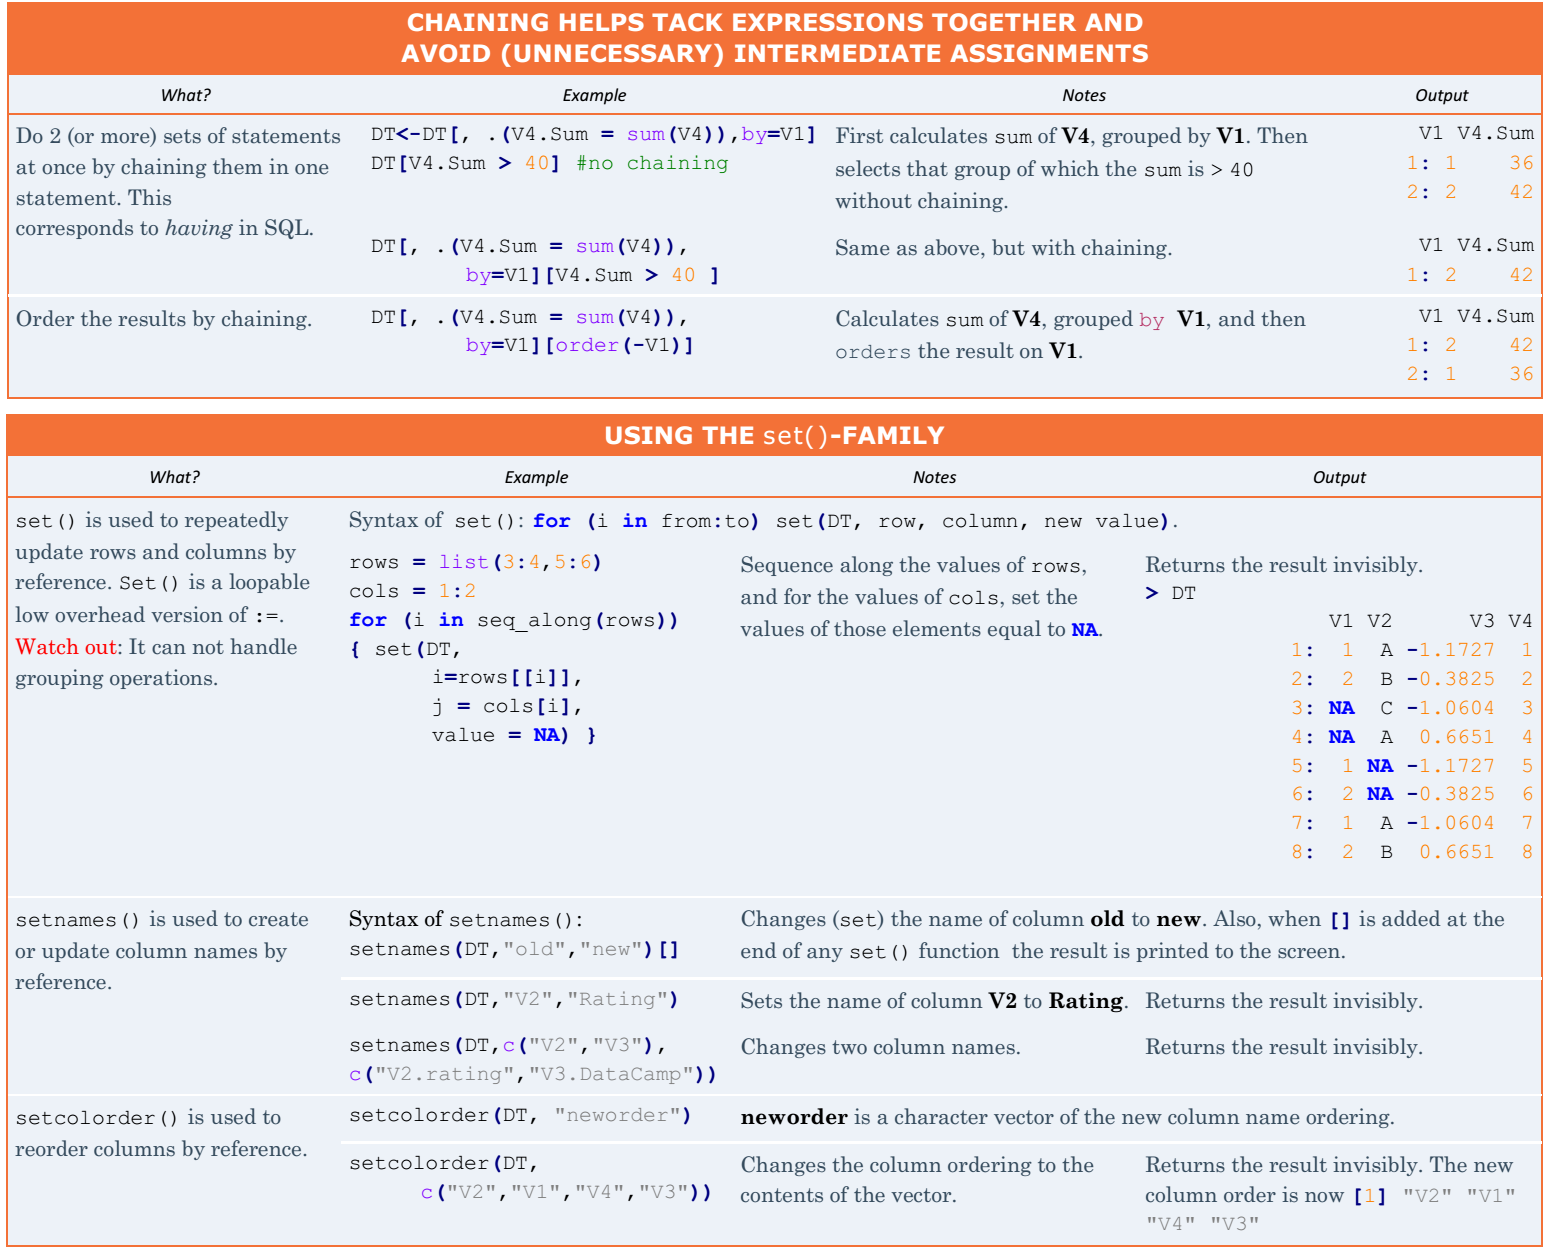 CHAINING HELPS TACK EXPRESSIONS TOGETHER AND
AVOID (UNNECESSARY) INTERMEDIATE ASSIGNMENTS
What? Example Notes Output
Do 2 (or more) sets of statements
at once by chaining them in one
statement. This
corresponds to having in SQL.
DT<-DT[, .(V4.Sum = sum(V4)),by=V1]
DT[V4.Sum > 40] #no chaining
First calculates sum of V4, grouped by V1. Then
selects that group of which the sum is > 40
without chaining.
V1 V4.Sum
1: 1 36
2: 2 42
DT[, .(V4.Sum = sum(V4)),
by=V1][V4.Sum > 40 ]
Same as above, but with chaining.
V1 V4.Sum
1: 2 42
Order the results by chaining.
DT[, .(V4.Sum = sum(V4)),
by=V1][order(-V1)]
Calculates sum of V4, grouped by V1, and then
orders the result on V1.
V1 V4.Sum
1: 2 42
2: 1 36
USING THE set()-FAMILY
What? Example Notes Output
set() is used to repeatedly
update rows and columns by
reference. Set() is a loopable
low overhead version of :=.
Watch out: It can not handle
grouping operations.
Syntax of set(): for (i in from:to) set(DT, row, column, new value).
rows = list(3:4,5:6)
cols = 1:2
for (i in seq_along(rows))
{ set(DT,
i=rows[[i]],
j = cols[i],
value = NA) }
Sequence along the values of rows,
and for the values of cols, set the
values of those elements equal to NA.
Returns the result invisibly.
> DT
V1 V2 V3 V4
1: 1 A -1.1727 1
2: 2 B -0.3825 2
3: NA C -1.0604 3
4: NA A 0.6651 4
5: 1 NA -1.1727 5
6: 2 NA -0.3825 6
7: 1 A -1.0604 7
8: 2 B 0.6651 8
setnames() is used to create
or update column names by
reference.
Syntax of setnames():
setnames(DT,"old","new")[]
Changes (set) the name of column old to new. Also, when [] is added at the
end of any set() function the result is printed to the screen.
setnames(DT,"V2","Rating")
Sets the name of column V2 to Rating.
Returns the result invisibly.
setnames(DT,c("V2","V3"),
c("V2.rating","V3.DataCamp"))
Changes two column names.
Returns the result invisibly.
setcolorder() is used to
reorder columns by reference.
setcolorder(DT, "neworder")
neworder is a character vector of the new column name ordering.
setcolorder(DT,
c("V2","V1","V4","V3"))
Changes the column ordering to the
contents of the vector.
Returns the result invisibly. The new
column order is now [1] "V2" "V1"
"V4" "V3"